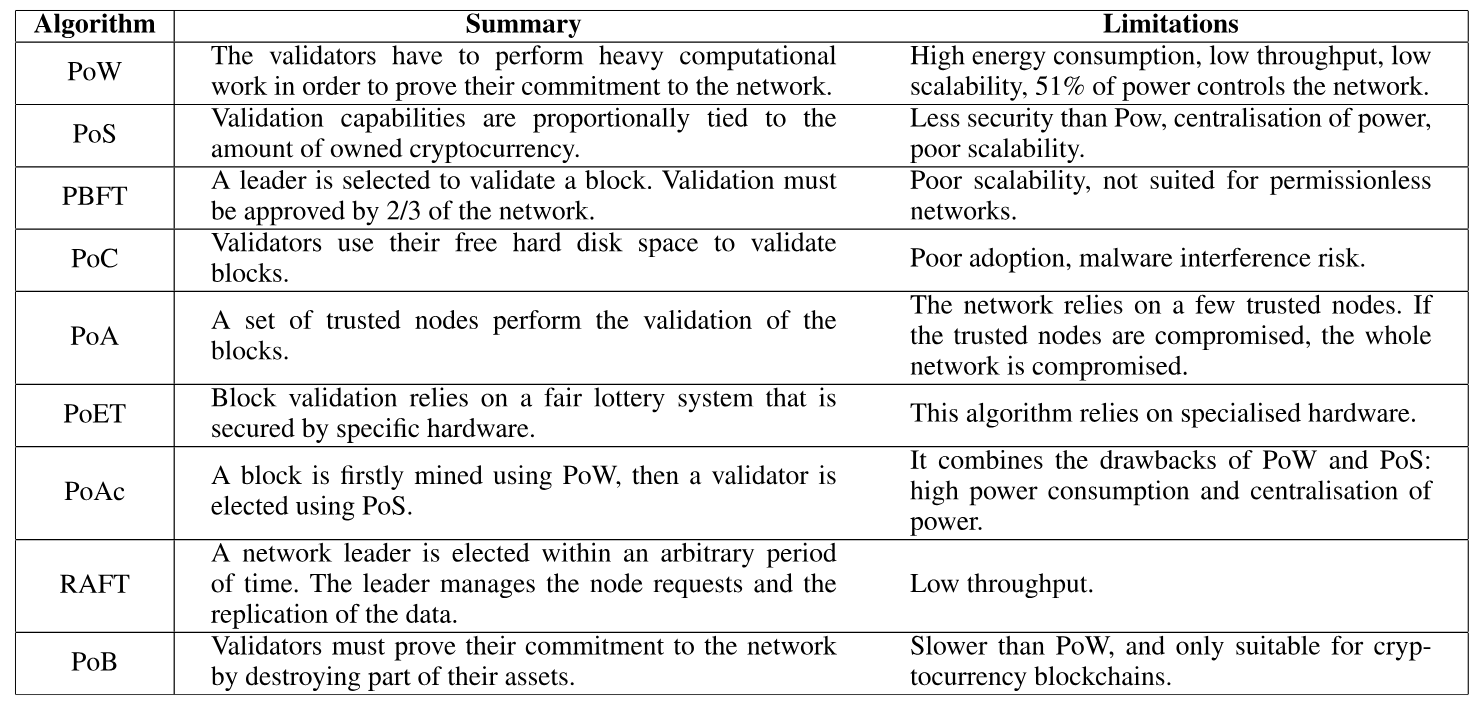 Algorithm Summary Limitations
PoW
The validators have to perform heavy computational
work in order to prove their commitment to the network.
High energy consumption, low throughput, low
scalability, 51% of power controls the network.
PoS
Validation capabilities are proportionally tied to the
amount of owned cryptocurrency.
Less security than Pow, centralisation of power,
poor scalability.
PBFT
A leader is selected to validate a block. Validation must
be approved by 2/3 of the network.
Poor scalability, not suited for permissionless
networks.
PoC
Validators use their free hard disk space to validate
blocks.
Poor adoption, malware interference risk.
PoA
A set of trusted nodes perform the validation of the
blocks.
The network relies on a few trusted nodes. If
the trusted nodes are compromised, the whole
network is compromised.
PoET
Block validation relies on a fair lottery system that is
secured by specific hardware.
This algorithm relies on specialised hardware.
PoAc
A block is firstly mined using PoW, then a validator is
elected using PoS.
It combines the drawbacks of PoW and PoS:
high power consumption and centralisation of
power.
RAFT
A network leader is elected within an arbitrary period
of time. The leader manages the node requests and the
replication of the data.
Low throughput.
PoB
Validators must prove their commitment to the network
by destroying part of their assets.
Slower than PoW, and only suitable for cryp-
tocurrency blockchains.